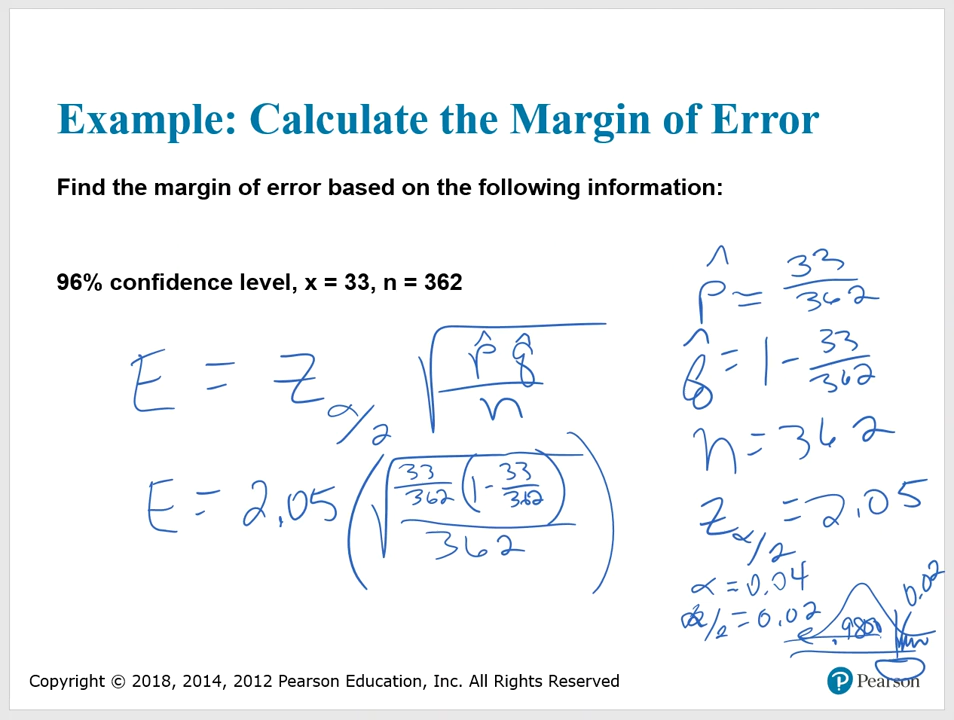 Example: Calculate the Margin of Error
Find the margin of error based on the following information:
96% confidence level, x = 33, n = 362
p̂ = 33/362
q̂ = 1 - 33/362
n = 362
z α/2 = 2.05
α = 0.04
α/2 = 0.02
.9800
0.02
E = z α/2 √(p̂ q̂ / n)
E = 2.05 (√(33/362 (1 - 33/362) / 362))
Copyright © 2018, 2014, 2012 Pearson Education, Inc. All Rights Reserved
P Pearson